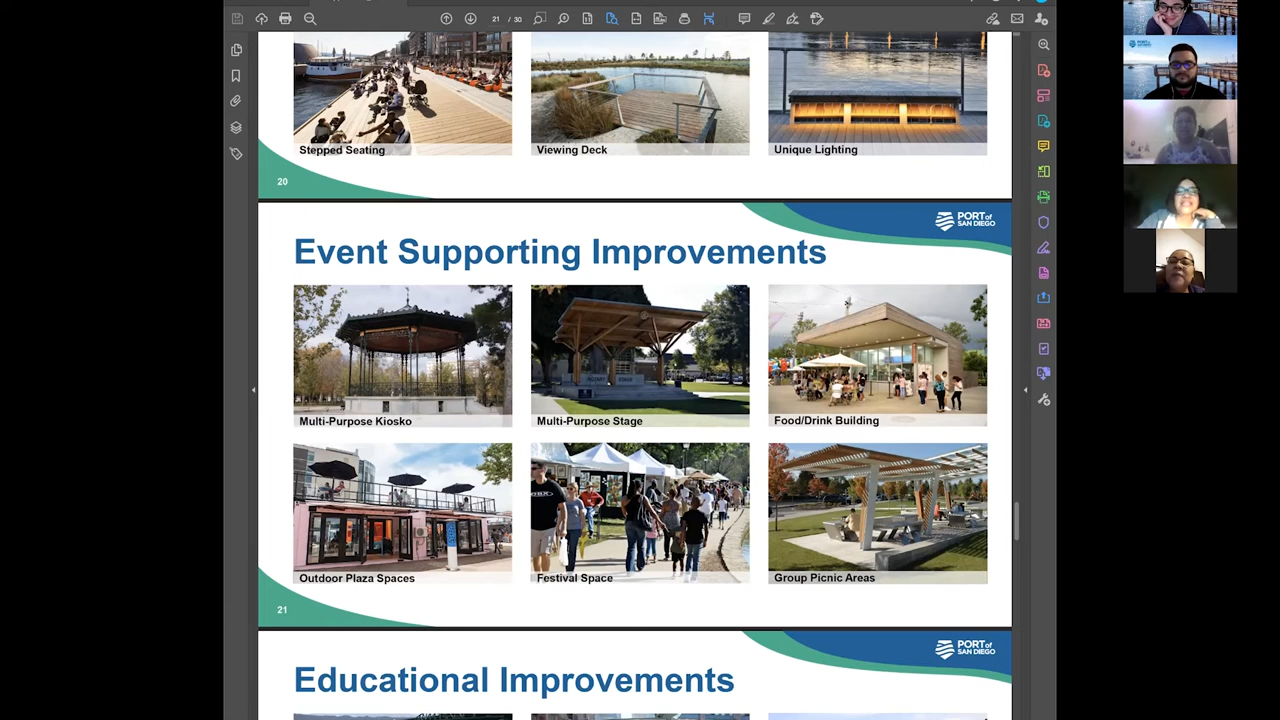 21 / 30
Stepped Seating
Viewing Deck
Unique Lighting
20
PORT of
SAN DIEGO
Event Supporting Improvements
Multi-Purpose Kiosko
Multi-Purpose Stage
Food/Drink Building
Outdoor Plaza Spaces
Festival Space
Group Picnic Areas
21
PORT of
SAN DIEGO
Educational Improvements